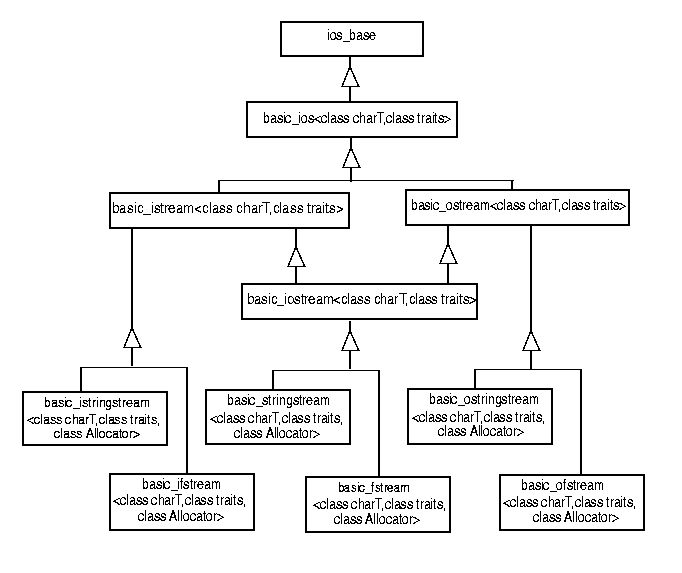 ios_base
basic_ios<class charT,class traits>
basic_istream<class charT,class traits>
basic_ostream<class charT,class traits>
basic_iostream<class charT,class traits>
basic_istringstream
<class charT,class traits,
class Allocator>
basic_stringstream
<class charT,class traits,
class Allocator>
basic_ostringstream
<class charT,class traits,
class Allocator>
basic_ifstream
<class charT,class traits,
class Allocator>
basic_fstream
<class charT,class traits,
class Allocator>
basic_ofstream
<class charT,class traits,
class Allocator>